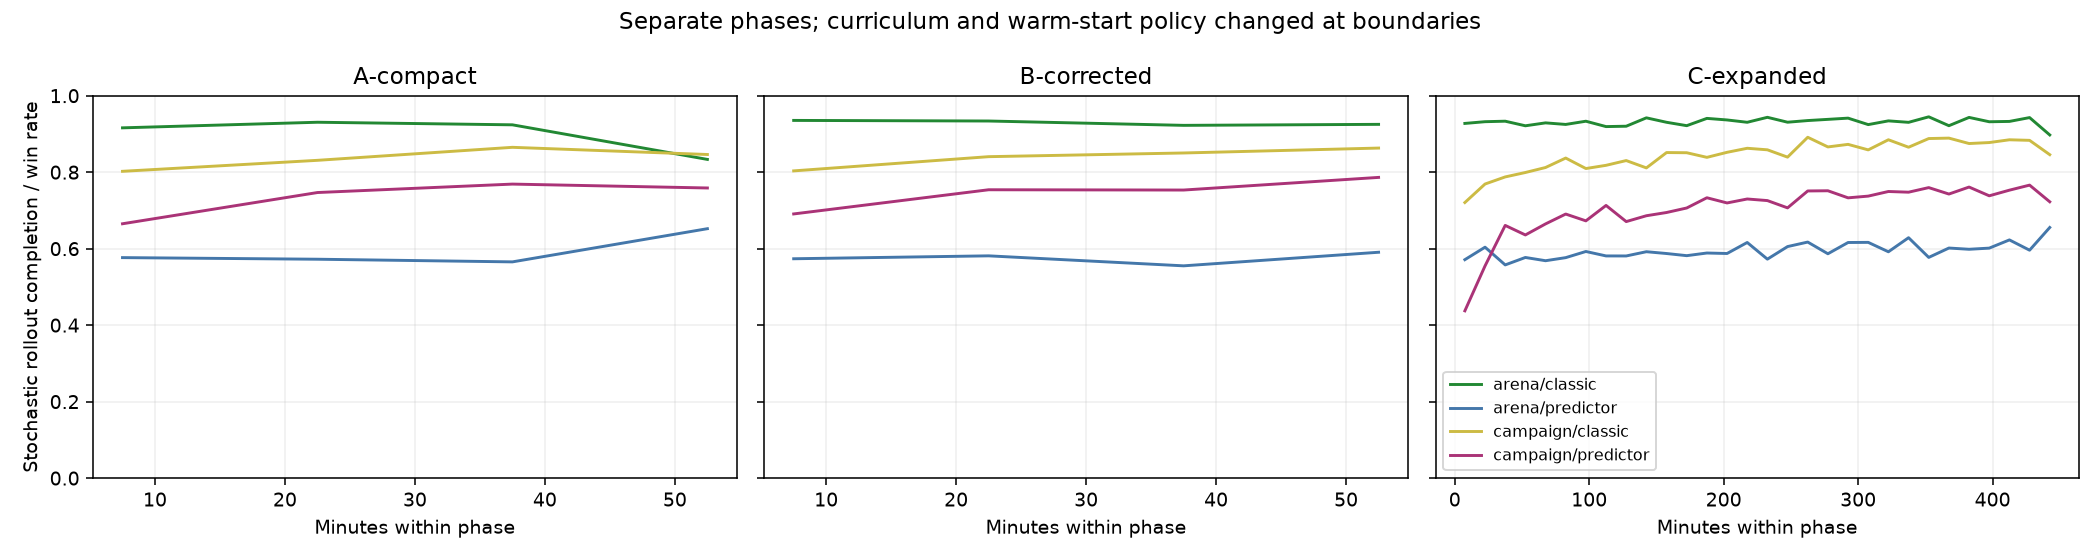 Separate phases; curriculum and warm-start policy changed at boundaries
A-compact
B-corrected
C-expanded
Stochastic rollout completion / win rate
1.0
0.8
0.6
0.4
0.2
0.0
10 20 30 40 50
Minutes within phase
10 20 30 40 50
Minutes within phase
arena/classic
arena/predictor
campaign/classic
campaign/predictor
0 100 200 300 400
Minutes within phase